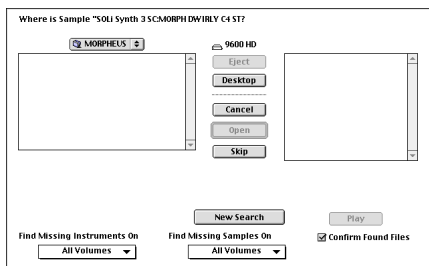 Where is Sample "SOLi Synth 3 SC:MORPH DWIRLY C4 ST?
MORPHEUS
9600 HD
Eject
Desktop
Cancel
Open
Skip
New Search
Play
Find Missing Instruments On
Find Missing Samples On
Confirm Found Files
All Volumes
All Volumes